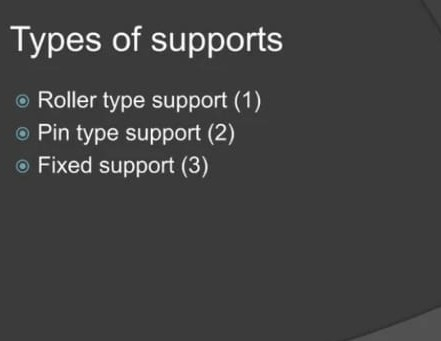 Types of supports
Roller type support (1)
Pin type support (2)
Fixed support (3)